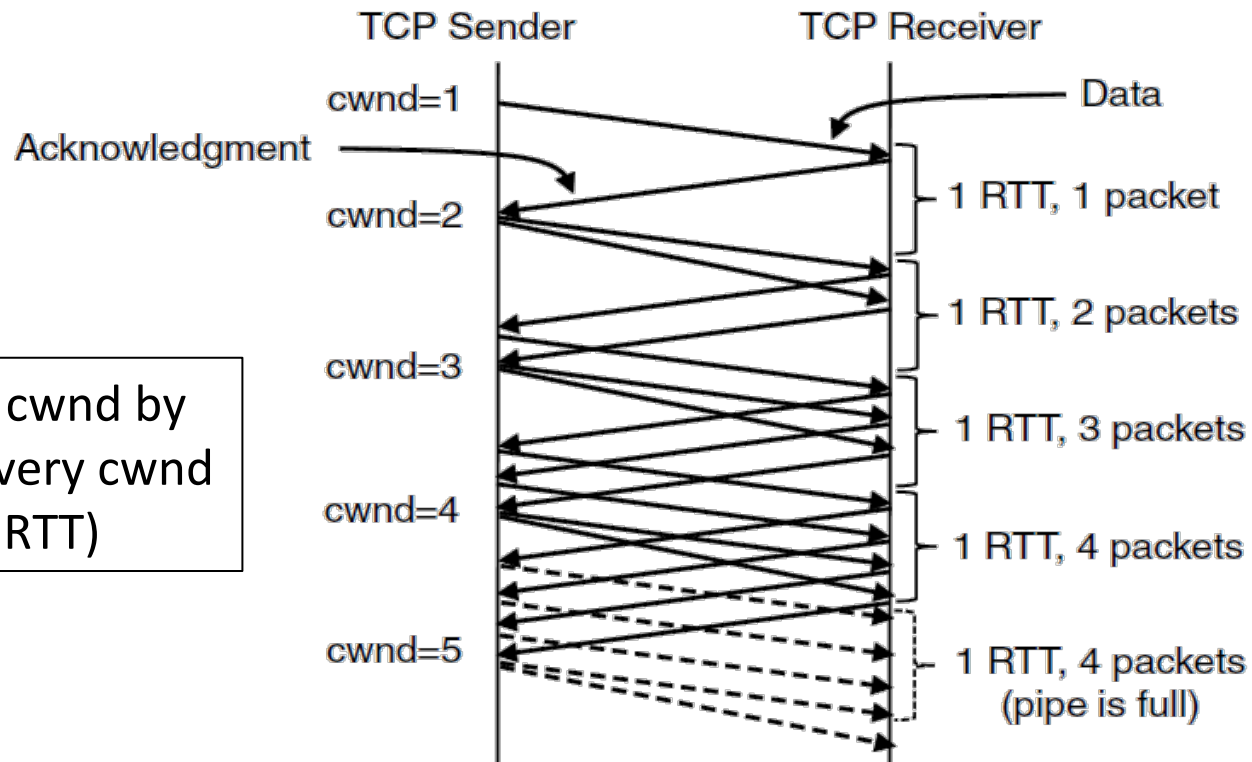 TCP Sender
TCP Receiver
cwnd=1
Data
Acknowledgment
1 RTT, 1 packet
cwnd=2
1 RTT, 2 packets
cwnd=3
cwnd by
very cwnd
RTT)
1 RTT, 3 packets
cwnd=4
1 RTT, 4 packets
cwnd=5
1 RTT, 4 packets
(pipe is full)